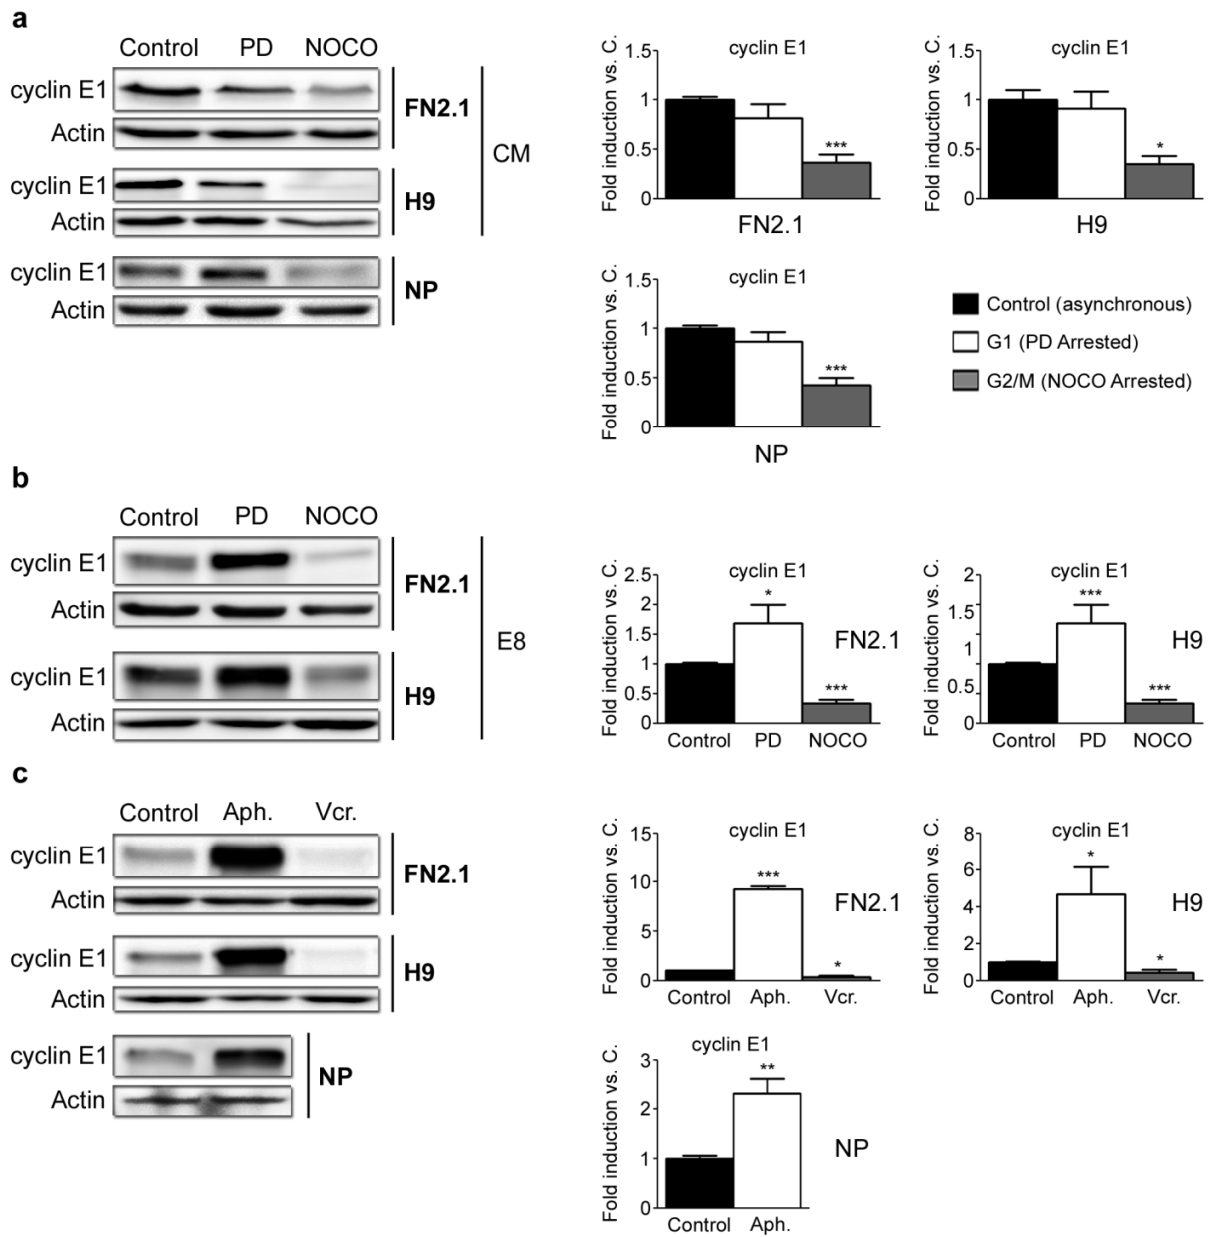 a
Control PD NOCO
cyclin E1
Actin
FN2.1
cyclin E1
Actin
H9
CM
cyclin E1
Actin
NP
cyclin E1
Fold induction vs. C.
1.5
1
0.5
0
***
FN2.1
cyclin E1
Fold induction vs. C.
1.5
1
0.5
0
*
H9
cyclin E1
Fold induction vs. C.
1.5
1
0.5
0
***
NP
Control (asynchronous)
G1 (PD Arrested)
G2/M (NOCO Arrested)
b
Control PD NOCO
cyclin E1
Actin
FN2.1
cyclin E1
Actin
H9
E8
cyclin E1
Fold induction vs. C.
2.5
2
1.5
1
0.5
0
*
***
FN2.1
Control PD NOCO
cyclin E1
Fold induction vs. C.
2
1.5
1
0.5
0
***
***
H9
Control PD NOCO
c
Control Aph. Vcr.
cyclin E1
Actin
FN2.1
cyclin E1
Actin
H9
cyclin E1
Actin
NP
cyclin E1
Fold induction vs. C.
15
10
5
0
***
*
FN2.1
Control Aph. Vcr.
cyclin E1
Fold induction vs. C.
8
6
4
2
0
*
*
H9
Control Aph. Vcr.
cyclin E1
Fold induction vs. C.
3
2
1
0
**
NP
Control Aph.